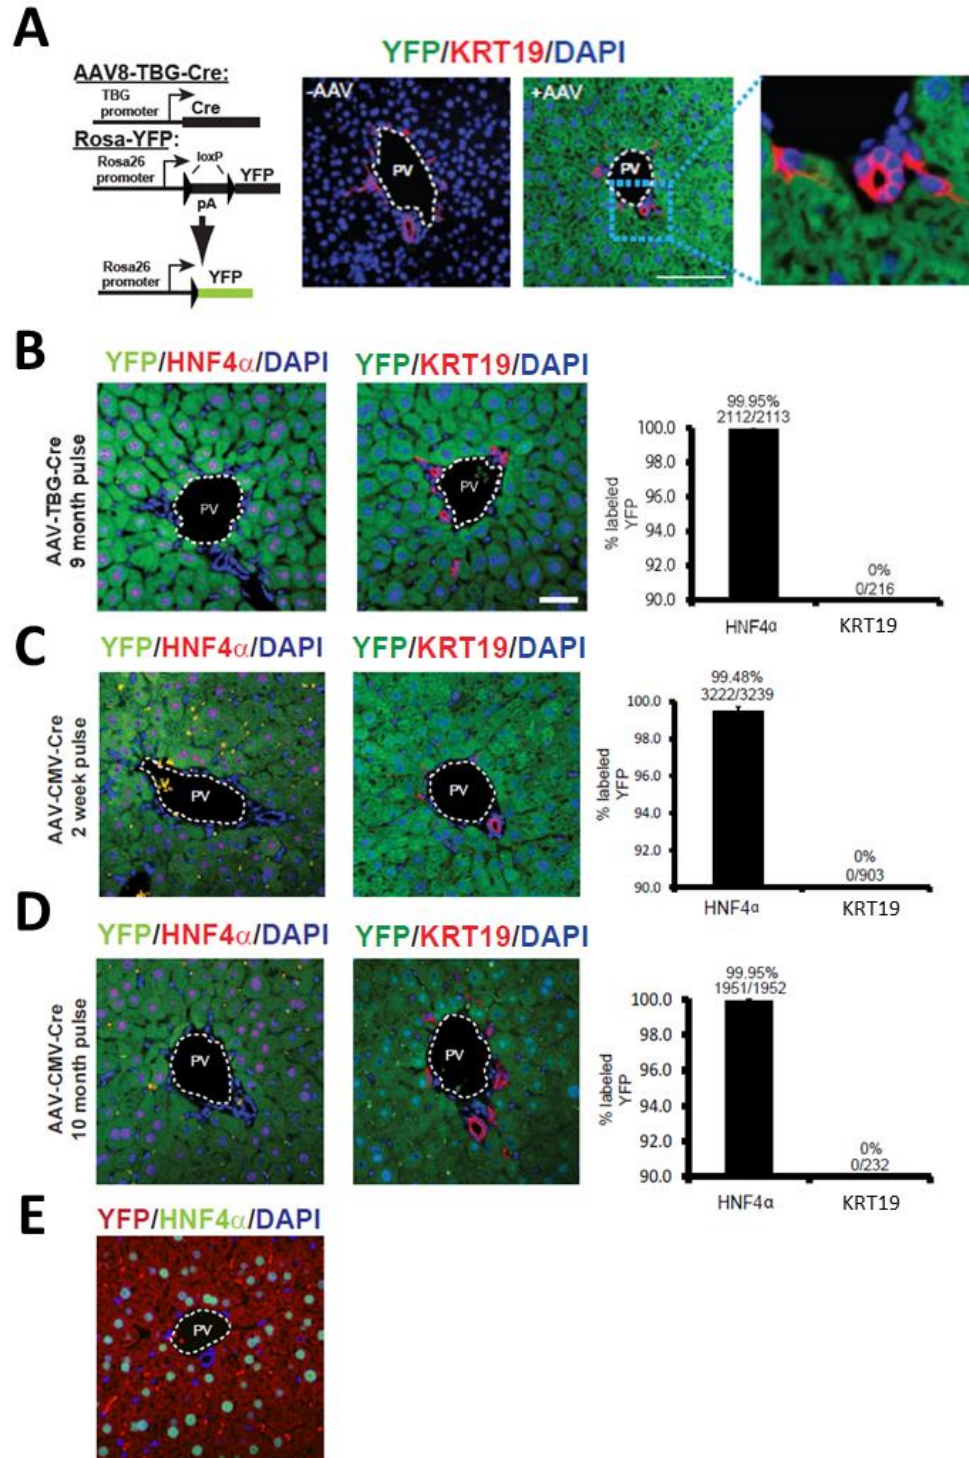 A
YFP/KRT19/DAPI
AAV8-TBG-Cre:
TBG
promoter
Cre
Rosa-YFP:
Rosa26
promoter
loxP
YFP
pA
Rosa26
promoter
YFP
-AAV
PV
+AAV
PV
B
YFP/HNF4α/DAPI
YFP/KRT19/DAPI
AAV-TBG-Cre
9 month pulse
PV
PV
% labeled
YFP
100.0
98.0
96.0
94.0
92.0
90.0
99.95%
2112/2113
0%
0/216
HNF4α
KRT19
C
YFP/HNF4α/DAPI
YFP/KRT19/DAPI
AAV-CMV-Cre
2 week pulse
PV
PV
% labeled
YFP
100.0
98.0
96.0
94.0
92.0
90.0
99.48%
3222/3239
0%
0/903
HNF4α
KRT19
D
YFP/HNF4α/DAPI
YFP/KRT19/DAPI
AAV-CMV-Cre
10 month pulse
PV
PV
% labeled
YFP
100.0
98.0
96.0
94.0
92.0
90.0
99.95%
1951/1952
0%
0/232
HNF4α
KRT19
E
YFP/HNF4α/DAPI
PV